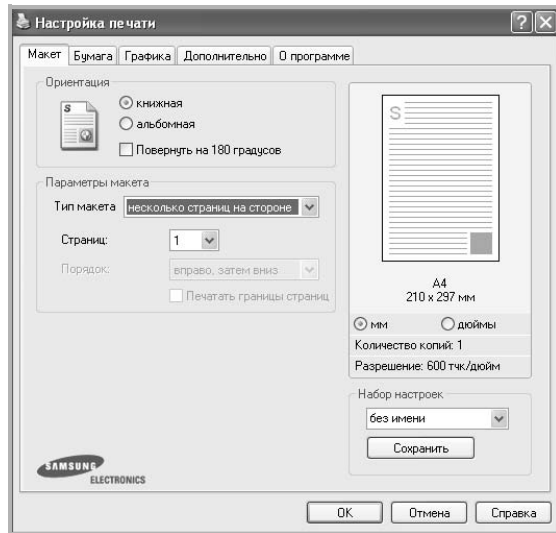 Настройка печати
Макет Бумага Графика Дополнительно О программе
Ориентация
S
книжная
альбомная
Повернуть на 180 градусов
Параметры макета
Тип макета несколько страниц на стороне
Страниц: 1
Порядок: вправо, затем вниз
Печатать границы страниц
S
A4
210 x 297 мм
мм дюймы
Количество копий: 1
Разрешение: 600 тчк/дюйм
Набор настроек
без имени
Сохранить
SAMSUNG
ELECTRONICS
OK Отмена Справка